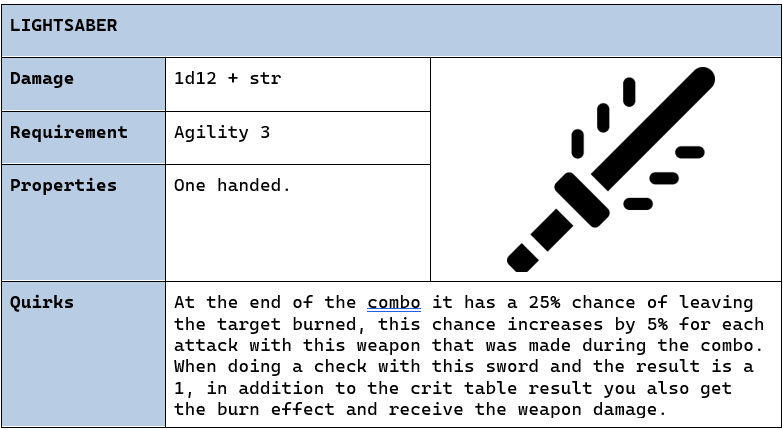 LIGHTSABER
Damage
1d12 + str
Requirement
Agility 3
Properties
One handed.
Quirks
At the end of the combo it has a 25% chance of leaving
the target burned, this chance increases by 5% for each
attack with this weapon that was made during the combo.
When doing a check with this sword and the result is a
1, in addition to the crit table result you also get
the burn effect and receive the weapon damage.